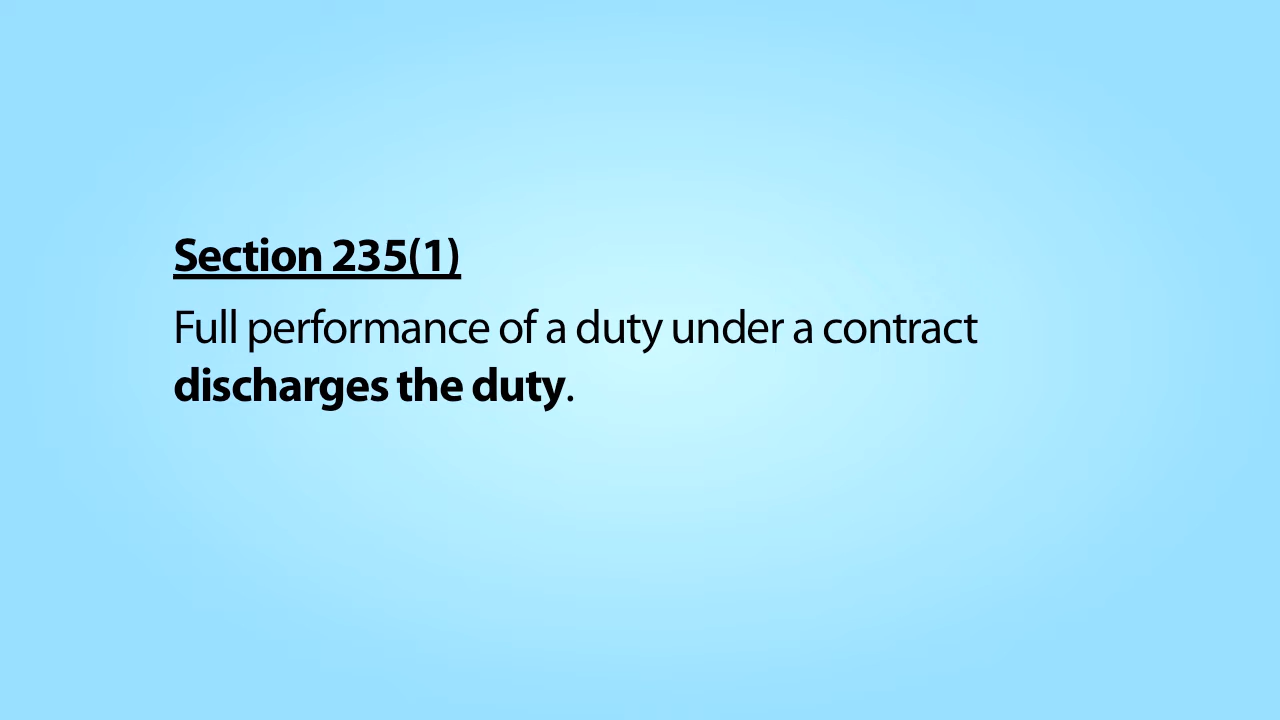 Section 235(1)
Full performance of a duty under a contract
discharges the duty.